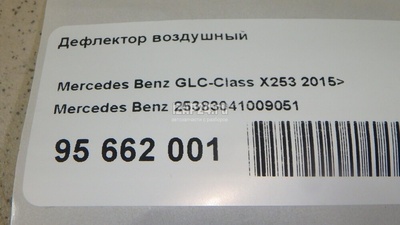 Дефлектор воздушный
Mercedes Benz GLC-Class X253 2015>
Mercedes Benz 25383041009051
95 662 001